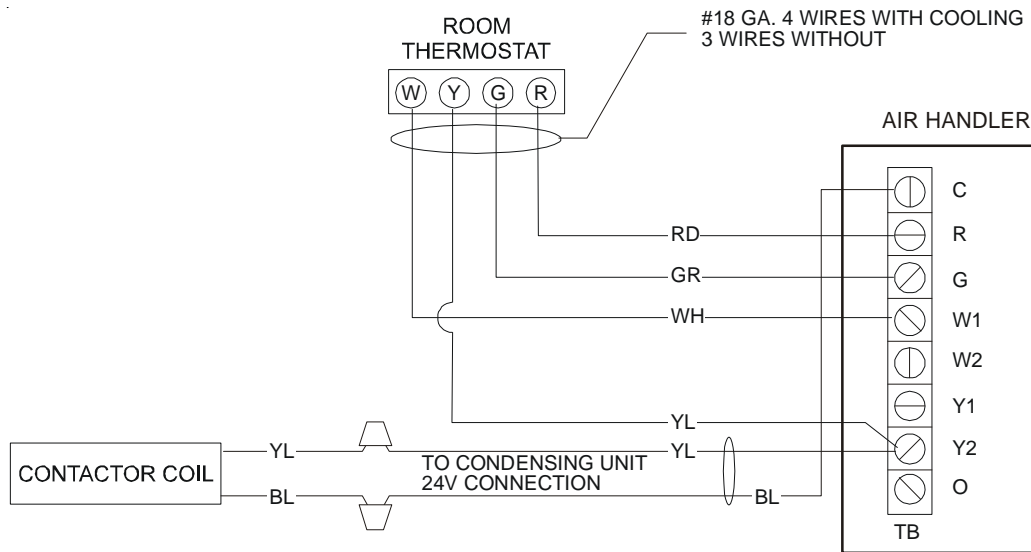 #18 GA. 4 WIRES WITH COOLING
3 WIRES WITHOUT
ROOM
THERMOSTAT
W Y G R
AIR HANDLER
C
RD
R
GR
G
WH
W1
W2
Y1
YL
YL
YL
Y2
CONTACTOR COIL
TO CONDENSING UNIT
24V CONNECTION
BL
BL
O
TB